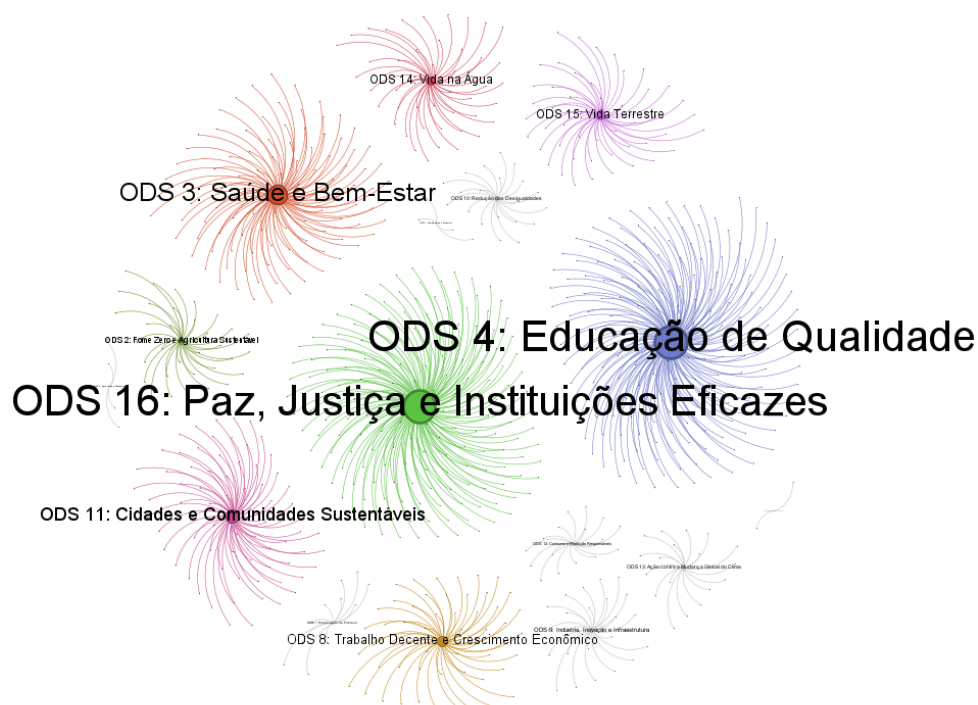 ODS 14: Vida na Água
ODS 15: Vida Terrestre
ODS 3: Saúde e Bem-Estar
ODS 10: Redução das Desigualdades
ODS 4: Educação de Qualidade
ODS 2: Fome Zero e Agricultura Sustentável
ODS 16: Paz, Justiça e Instituições Eficazes
ODS 11: Cidades e Comunidades Sustentáveis
ODS 12: Consumo e Produção Responsáveis
ODS 13: Ação contra a Mudança Global do Clima
ODS 9: Indústria, Inovação e Infraestrutura
ODS 8: Trabalho Decente e Crescimento Econômico